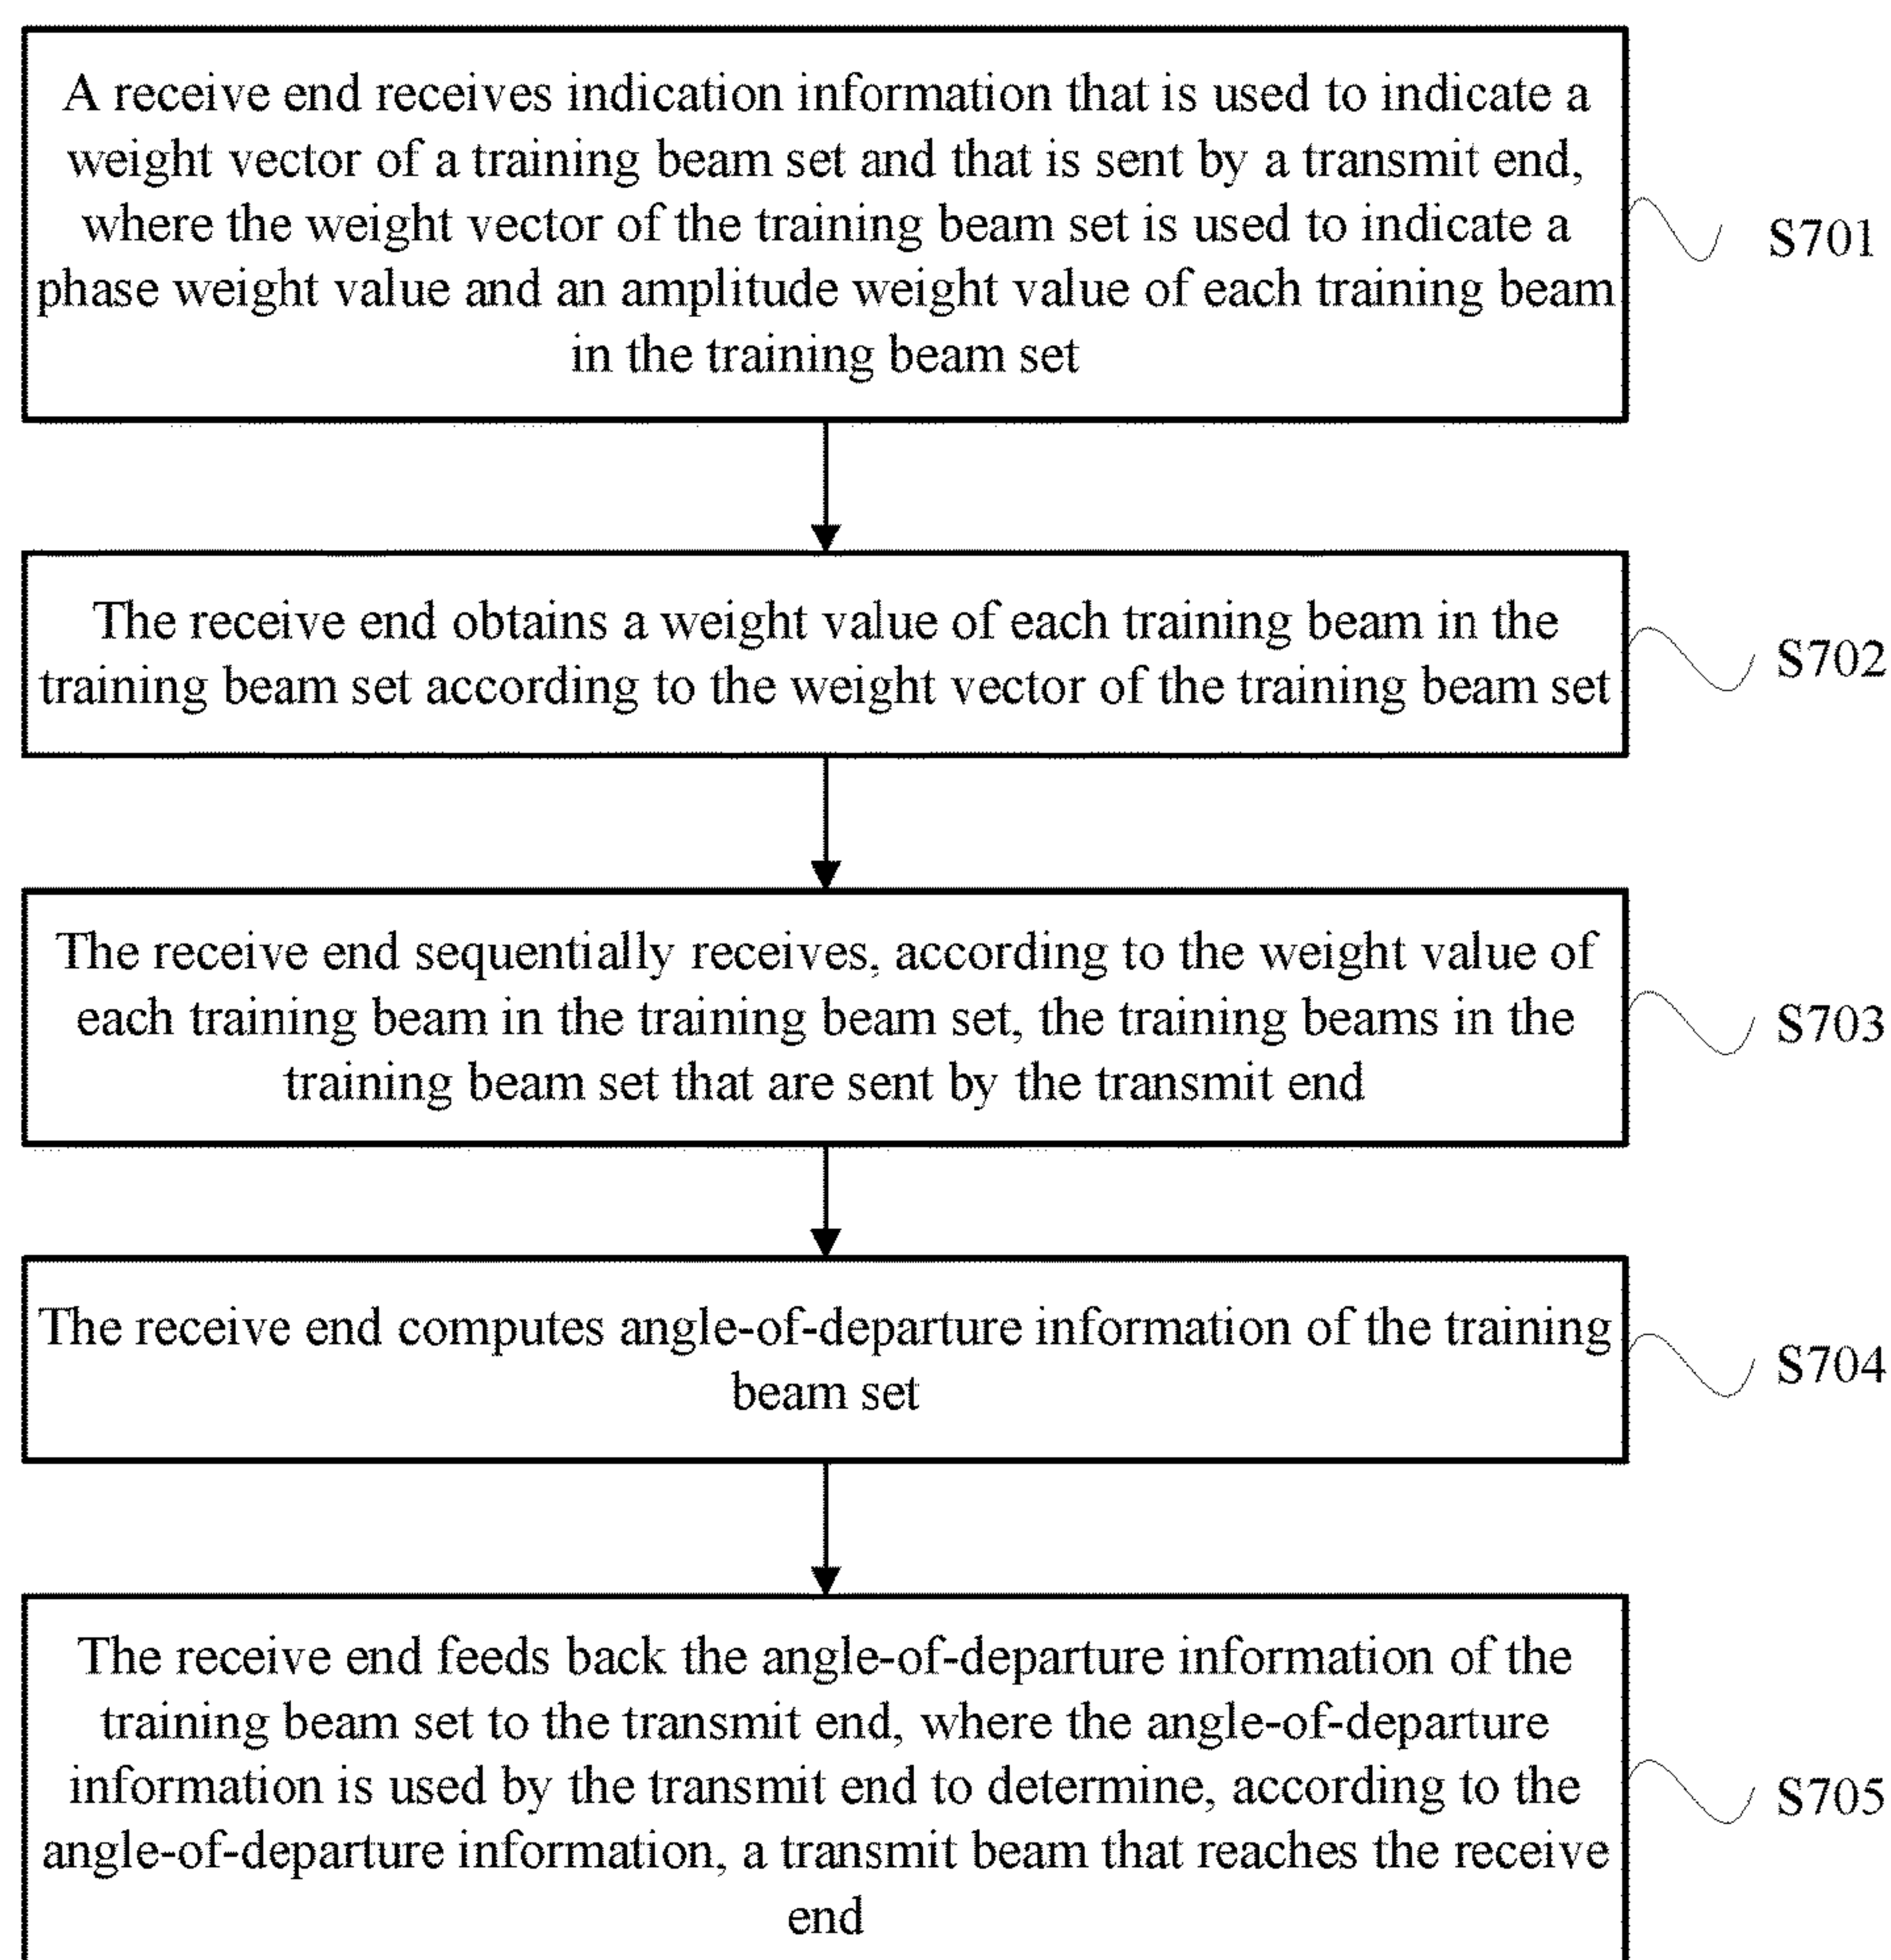 A receive end receives indication information that is used to indicate a
weight vector of a training beam set and that is sent by a transmit end,
where the weight vector of the training beam set is used to indicate a
phase weight value and an amplitude weight value of each training beam
in the training beam set
S701
The receive end obtains a weight value of each training beam in the
training beam set according to the weight vector of the training beam set
S702
The receive end sequentially receives, according to the weight value of
each training beam in the training beam set, the training beams in the
training beam set that are sent by the transmit end
S703
The receive end computes angle-of-departure information of the training
beam set
S704
The receive end feeds back the angle-of-departure information of the
training beam set to the transmit end, where the angle-of-departure
information is used by the transmit end to determine, according to the
angle-of-departure information, a transmit beam that reaches the receive
end
S705